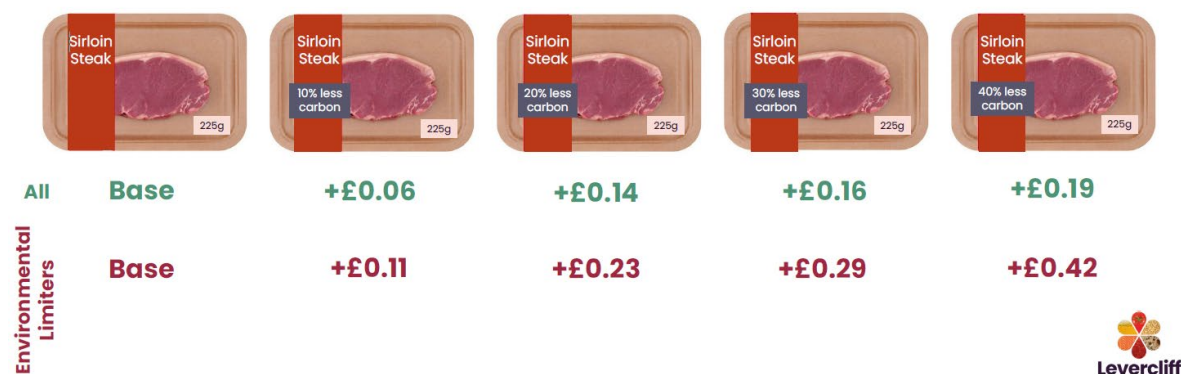 Sirloin
Steak
225g
Sirloin
Steak
10% less
carbon
225g
Sirloin
Steak
20% less
carbon
225g
Sirloin
Steak
30% less
carbon
225g
Sirloin
Steak
40% less
carbon
225g
All Base +£0.06 +£0.14 +£0.16 +£0.19
Environmental
Limiters
Base +£0.11 +£0.23 +£0.29 +£0.42
Levercliff